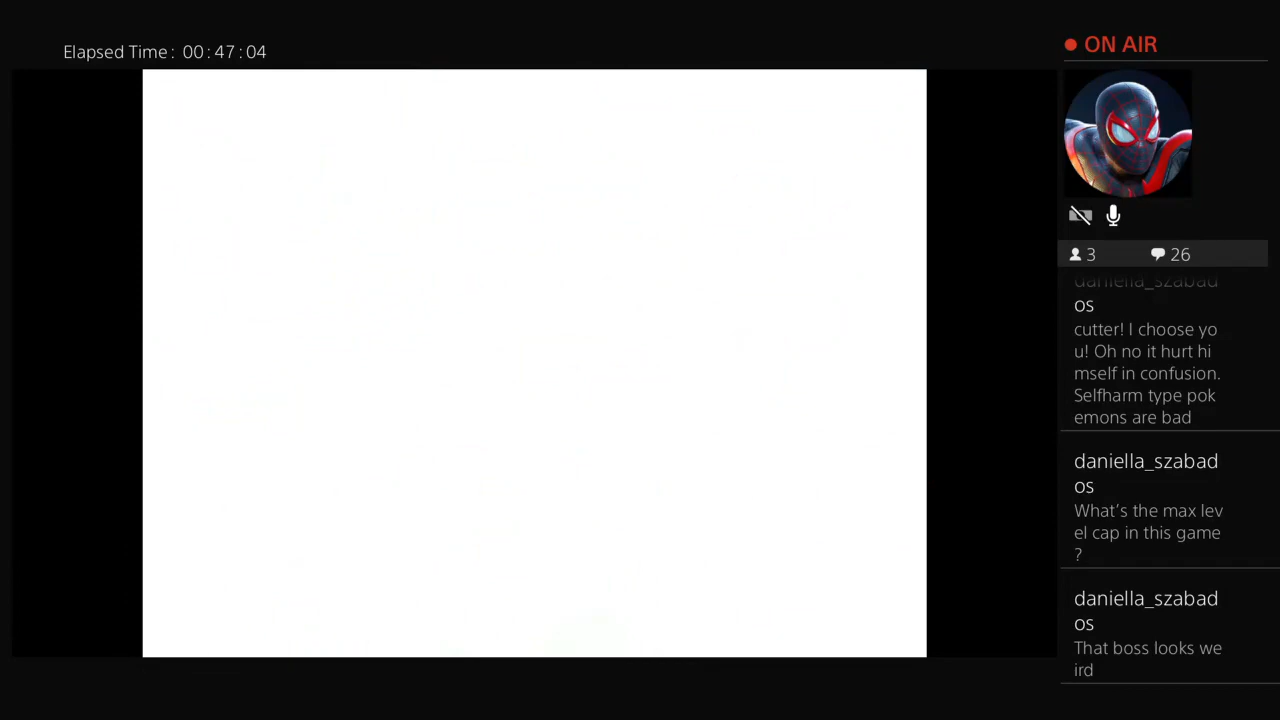 Elapsed Time: 00:47:04
ON AIR
3 26
daniella_szabad
os
cutter! I choose yo
u! Oh no it hurt hi
mself in confusion.
Selfharm type pok
emons are bad
daniella_szabad
os
What's the max lev
el cap in this game
?
daniella_szabad
os
That boss looks we
ird